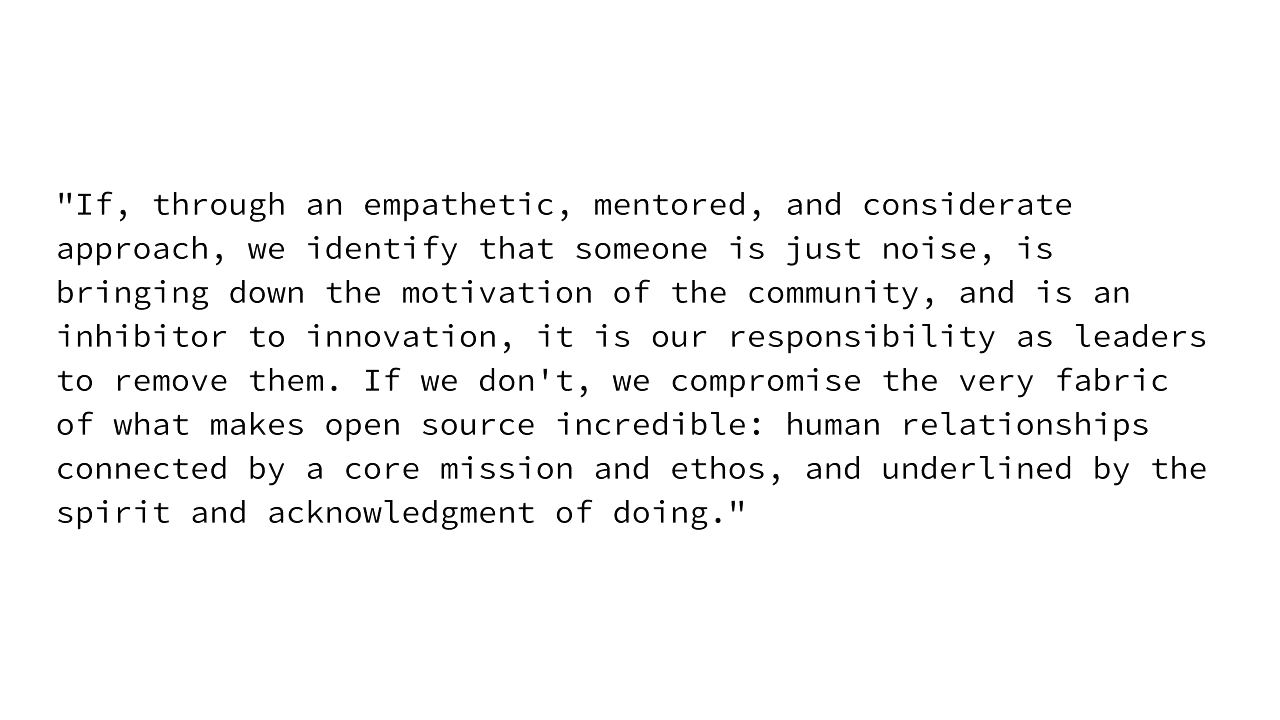 "If, through an empathetic, mentored, and considerate
approach, we identify that someone is just noise, is
bringing down the motivation of the community, and is an
inhibitor to innovation, it is our responsibility as leaders
to remove them. If we don't, we compromise the very fabric
of what makes open source incredible: human relationships
connected by a core mission and ethos, and underlined by the
spirit and acknowledgment of doing."